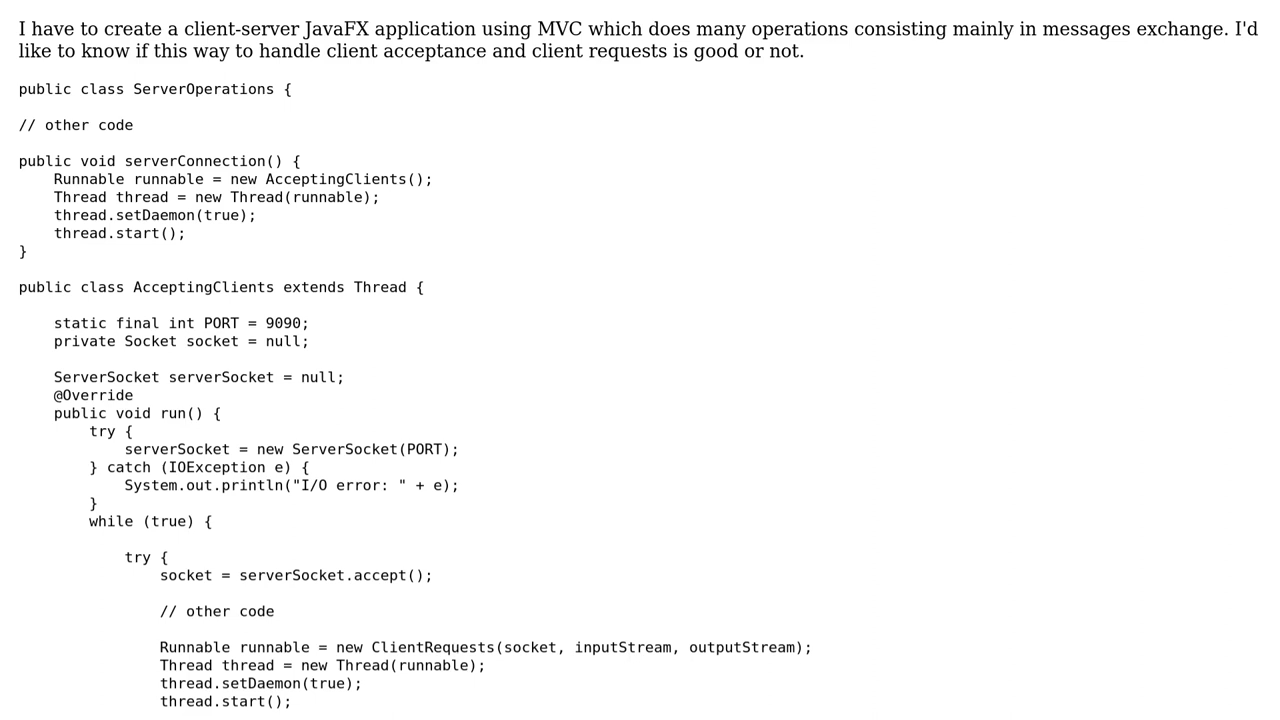 I have to create a client-server JavaFX application using MVC which does many operations consisting mainly in messages exchange. I'd
like to know if this way to handle client acceptance and client requests is good or not.
public class ServerOperations {
// other code
public void serverConnection() {
    Runnable runnable = new AcceptingClients();
    Thread thread = new Thread(runnable);
    thread.setDaemon(true);
    thread.start();
}
public class AcceptingClients extends Thread {
    static final int PORT = 9090;
    private Socket socket = null;
    ServerSocket serverSocket = null;
    @Override
    public void run() {
        try {
            serverSocket = new ServerSocket(PORT);
        } catch (IOException e) {
            System.out.println("I/O error: " + e);
        }
        while (true) {
            try {
                socket = serverSocket.accept();
                // other code
                Runnable runnable = new ClientRequests(socket, inputStream, outputStream);
                Thread thread = new Thread(runnable);
                thread.setDaemon(true);
                thread.start();